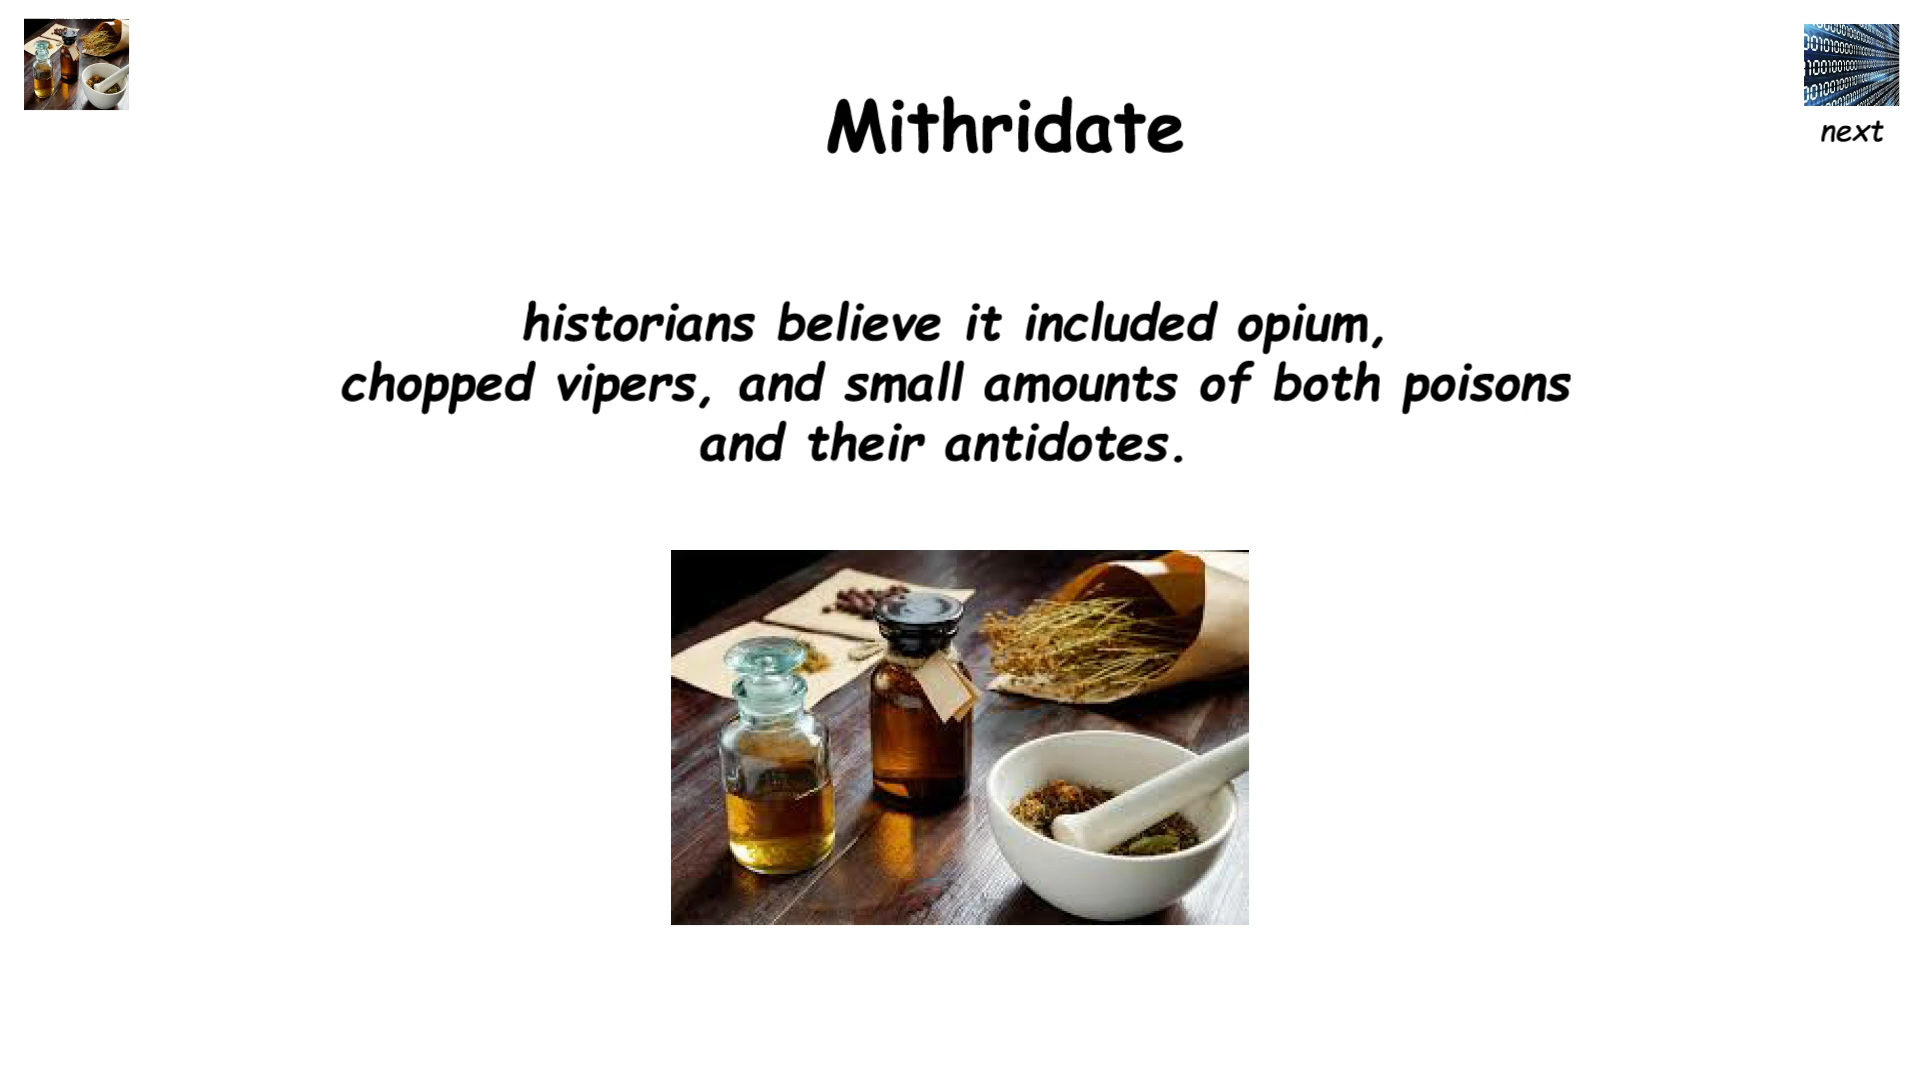 Mithridate
next
historians believe it included opium,
chopped vipers, and small amounts of both poisons
and their antidotes.